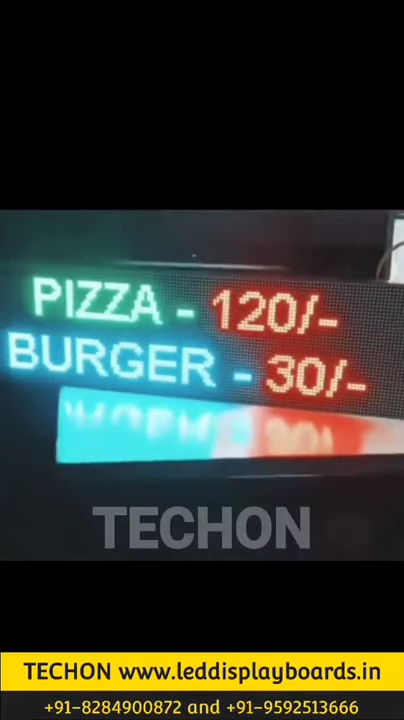 PIZZA - 120/-
BURGER - 30/-
TECHON
TECHON www.leddisplayboards.in
+91-8284900872 and +91-9592513666